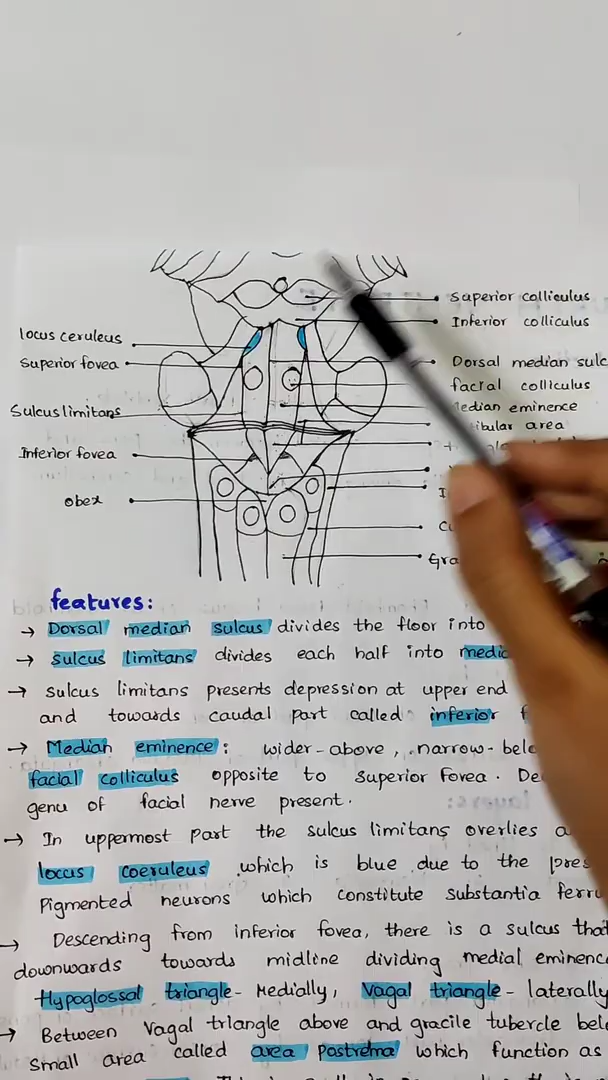 Superior colliculus
Inferior colliculus
locus ceruleus
Superior fovea
Dorsal median sulc
facial colliculus
Sulcus limitans
Median eminence
tibular area
Inferior fovea
obex
Gra
features:
→ Dorsal median sulcus divides the floor into
→ sulcus limitans divides each half into medi
→ sulcus limitans presents depression at upper end
and towards caudal part called inferior f
→ Median eminence: wider-above, narrow-bel
facial colliculus opposite to superior fovea. De
genu of facial nerve present.
→ In uppermost part the sulcus limitans overlies a
locus coeruleus which is blue due to the pres
Pigmented neurons which constitute substantia ferru
→ Descending from inferior fovea, there is a sulcus that
downwards towards midline dividing medial eminenc
Hypoglossal triangle- Medially, Vagal triangle - laterally
→ Between Vagal triangle above and gracile tubercle bel
small area called area postrema which function as